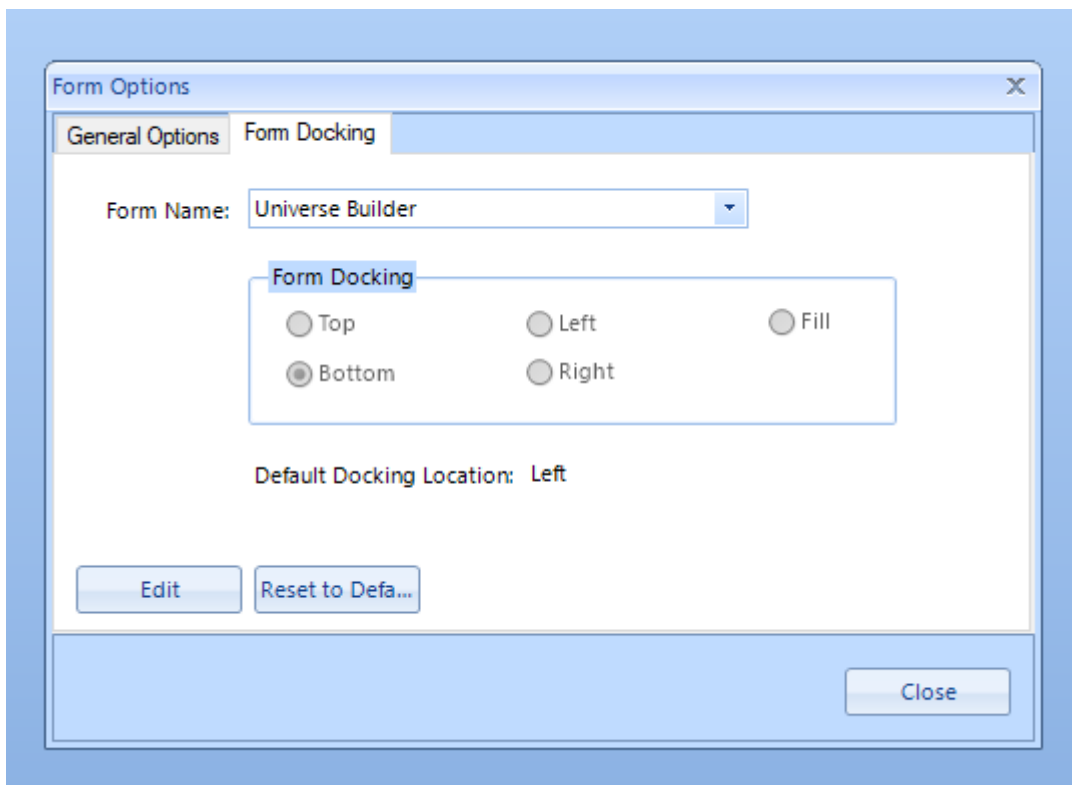 Form Options
General Options Form Docking
Form Name: Universe Builder
Form Docking
Top Left Fill
Bottom Right
Default Docking Location: Left
Edit Reset to Defa...
Close